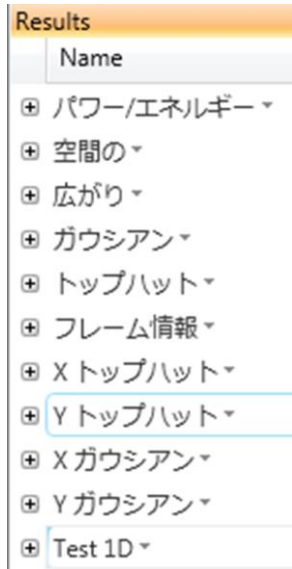 Results
Name
パワー/エネルギー
空間の
広がり
ガウシアン
トップハット
フレーム情報
X トップハット
Y トップハット
X ガウシアン
Y ガウシアン
Test 1D